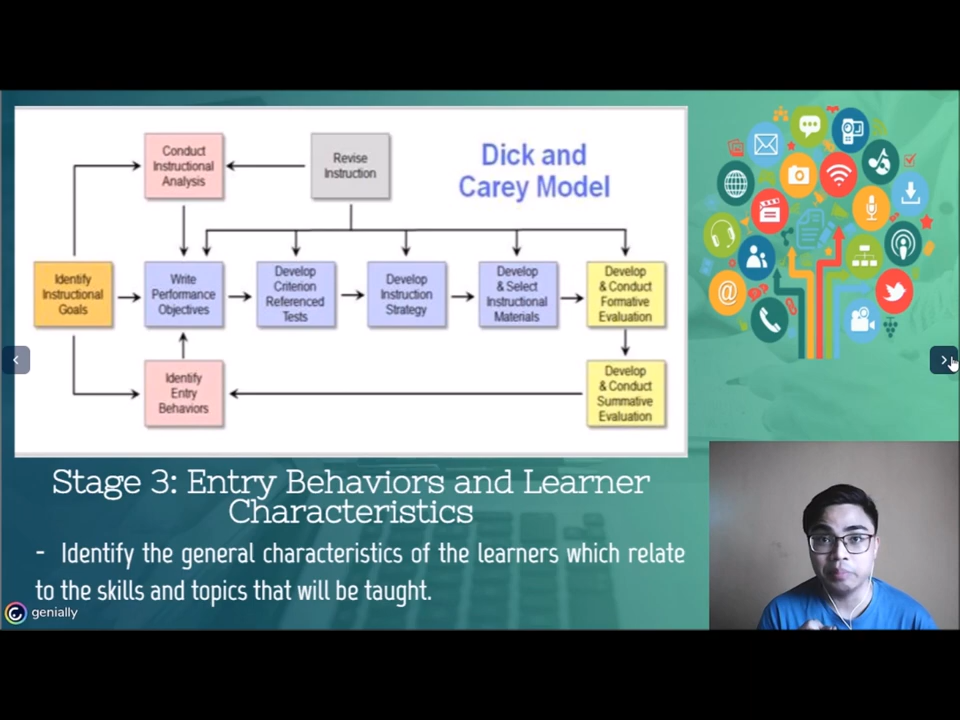 Conduct
Instructional
Analysis
Revise
Instruction
Dick and
Carey Model
Identify
Instructional
Goals
Write
Performance
Objectives
Develop
Criterion
Referenced
Tests
Develop
Instruction
Strategy
Develop
& Select
Instructional
Materials
Develop
& Conduct
Formative
Evaluation
Identify
Entry
Behaviors
Develop
& Conduct
Summative
Evaluation
@
Stage 3: Entry Behaviors and Learner
Characteristics
- Identify the general characteristics of the learners which relate
to the skills and topics that will be taught.
genially